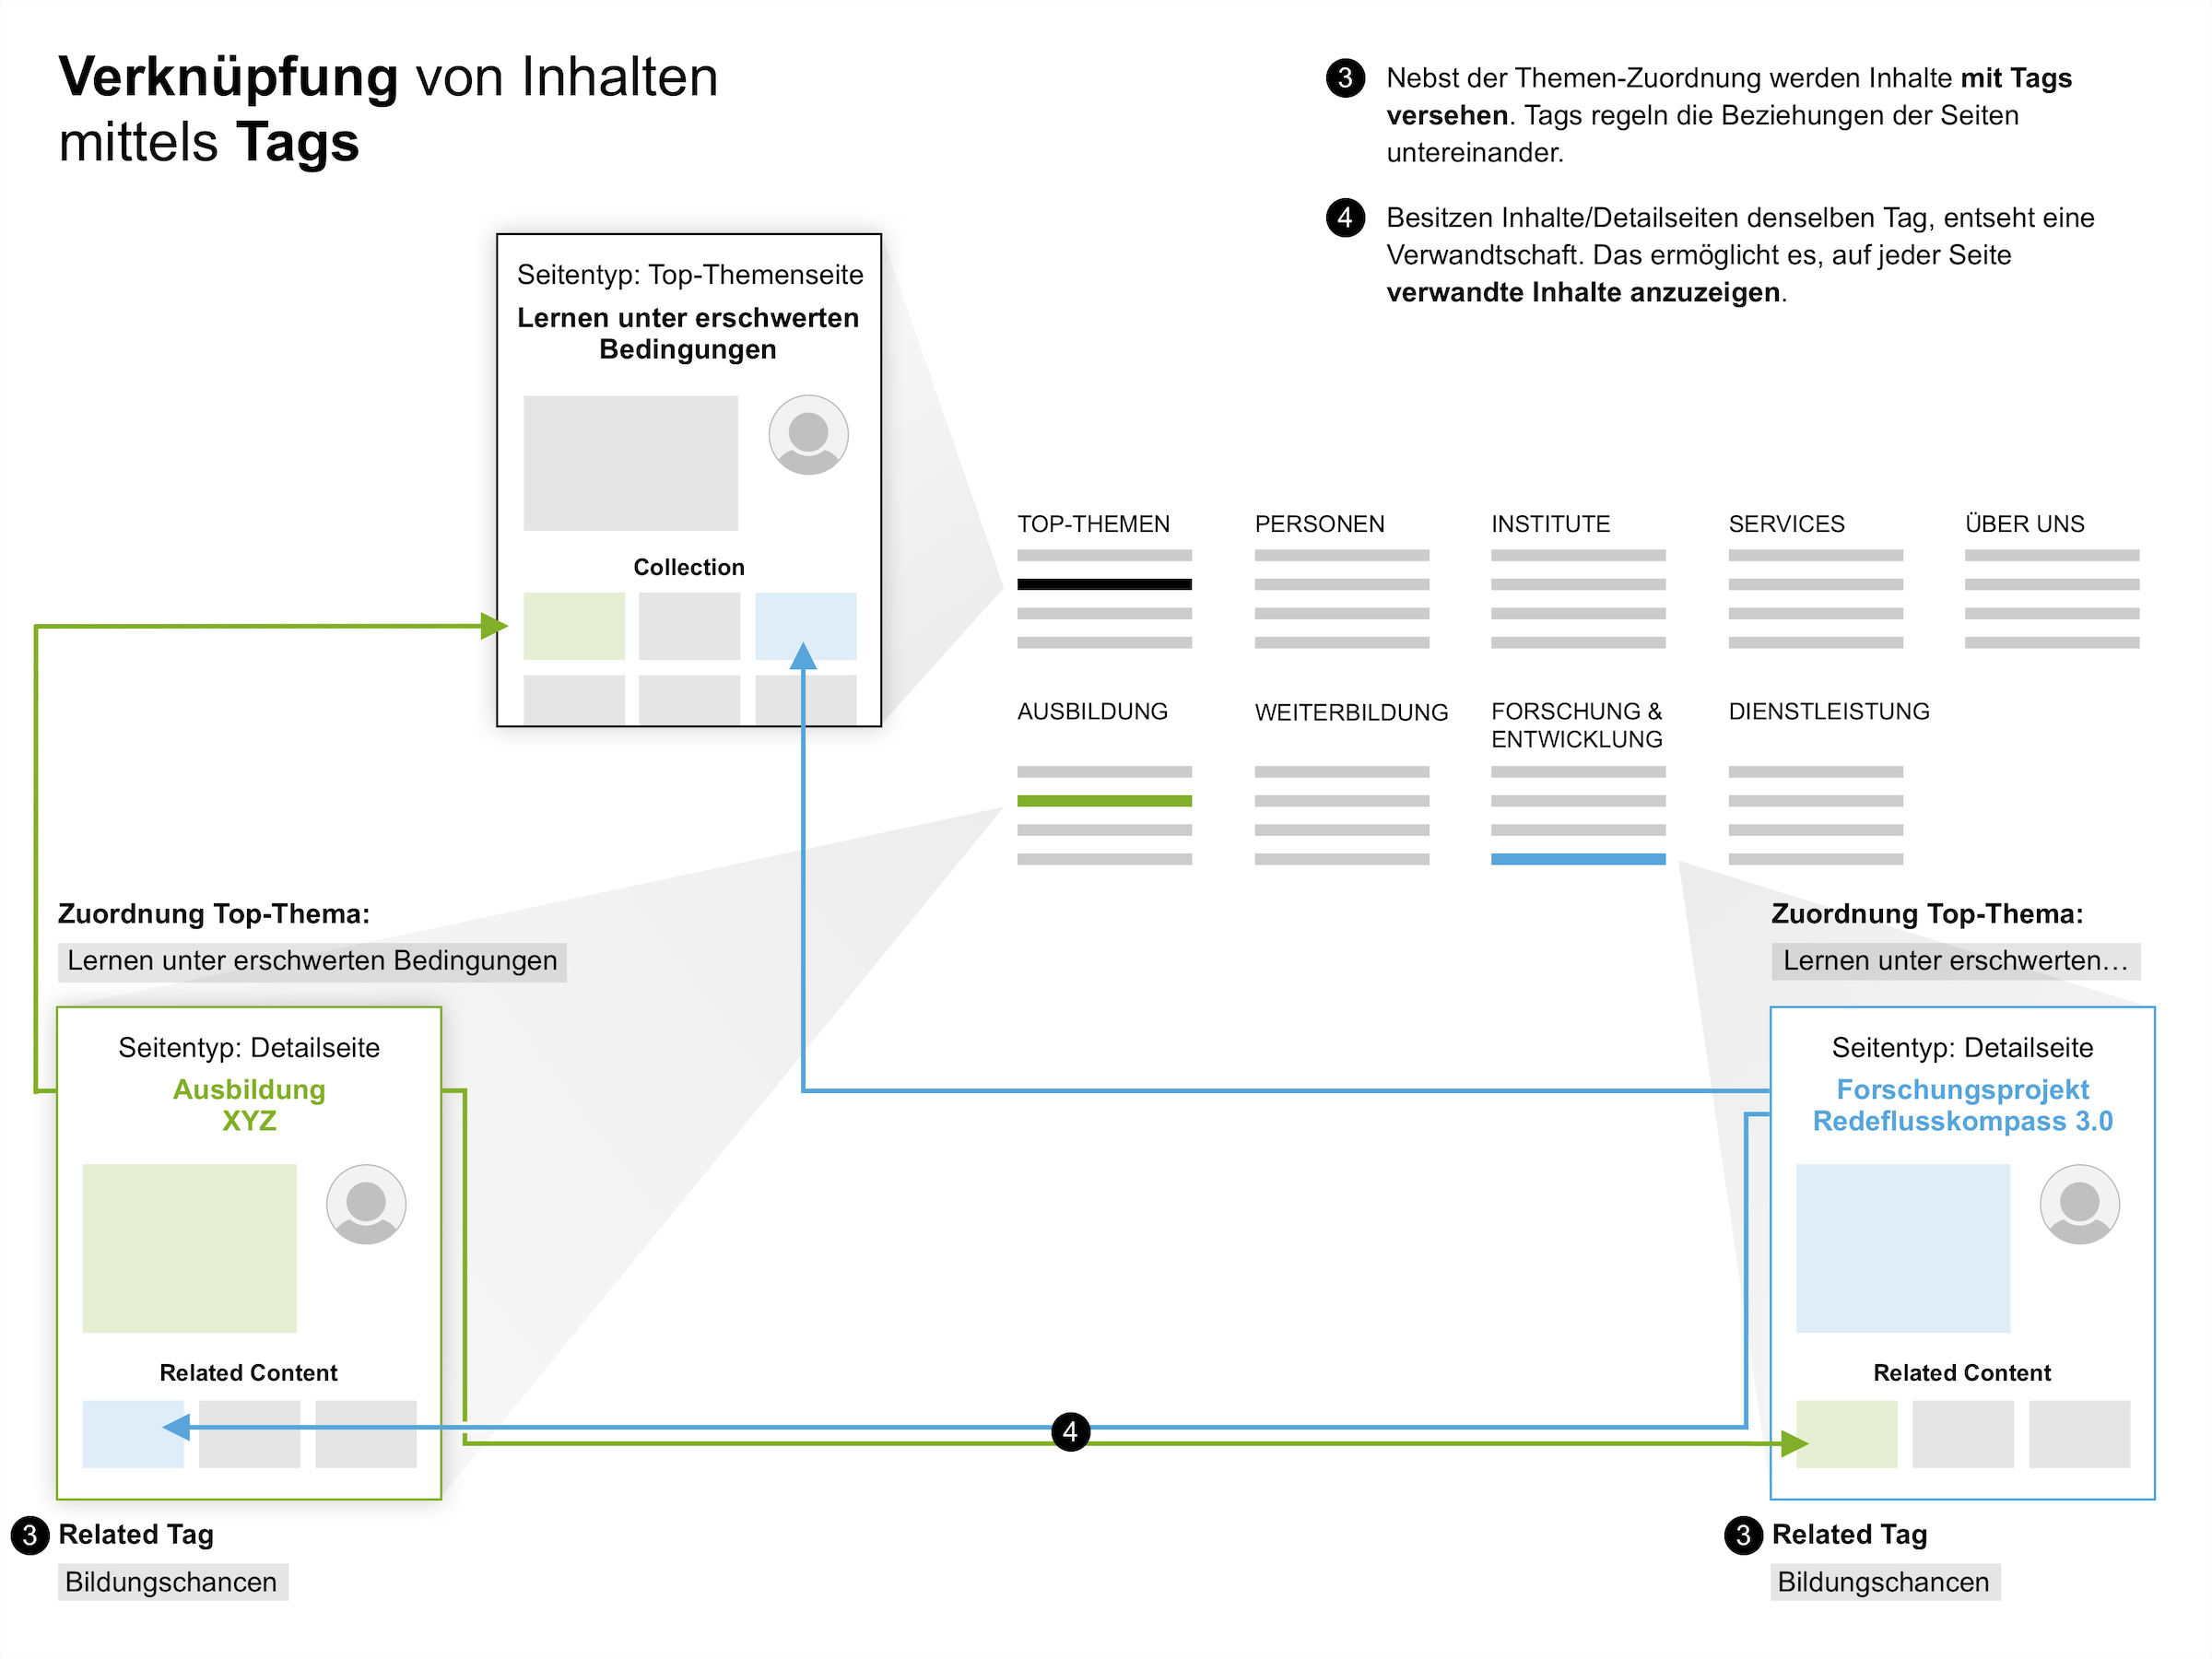 Verknüpfung von Inhalten
mittels Tags
3 Nebst der Themen-Zuordnung werden Inhalte mit Tags
versehen. Tags regeln die Beziehungen der Seiten
untereinander.
4 Besitzen Inhalte/Detailseiten denselben Tag, entseht eine
Verwandtschaft. Das ermöglicht es, auf jeder Seite
verwandte Inhalte anzuzeigen.
Seitentyp: Top-Themenseite
Lernen unter erschwerten
Bedingungen
Collection
TOP-THEMEN
PERSONEN
INSTITUTE
SERVICES
ÜBER UNS
AUSBILDUNG
WEITERBILDUNG
FORSCHUNG &
ENTWICKLUNG
DIENSTLEISTUNG
Zuordnung Top-Thema:
Lernen unter erschwerten Bedingungen
Seitentyp: Detailseite
Ausbildung
XYZ
Related Content
3 Related Tag
Bildungschancen
4
Zuordnung Top-Thema:
Lernen unter erschwerten…
Seitentyp: Detailseite
Forschungsprojekt
Redeflusskompass 3.0
Related Content
3 Related Tag
Bildungschancen